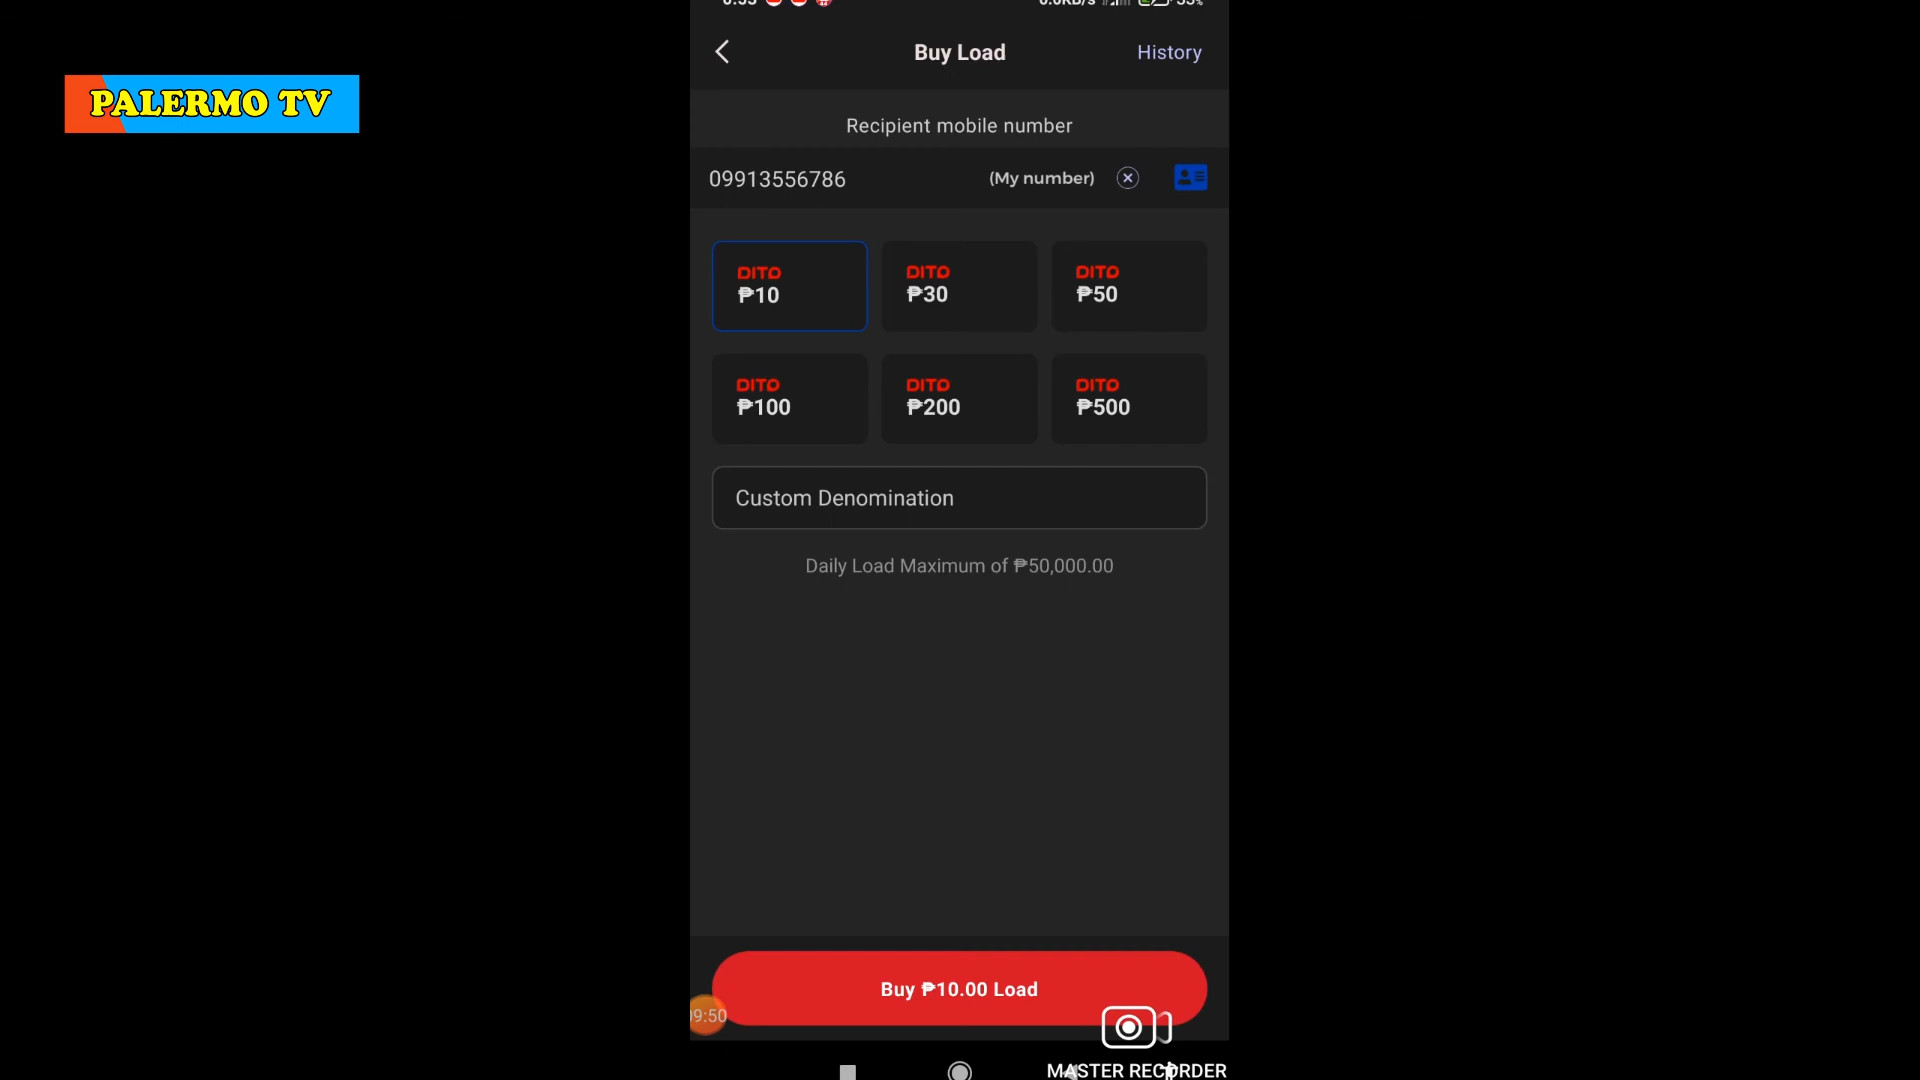 PALERMO TV
Buy Load
History
Recipient mobile number
09913556786
(My number)
DITO
₱10
DITO
₱30
DITO
₱50
DITO
₱100
DITO
₱200
DITO
₱500
Custom Denomination
Daily Load Maximum of ₱50,000.00
Buy ₱10.00 Load
09:50
MASTER RECORDER